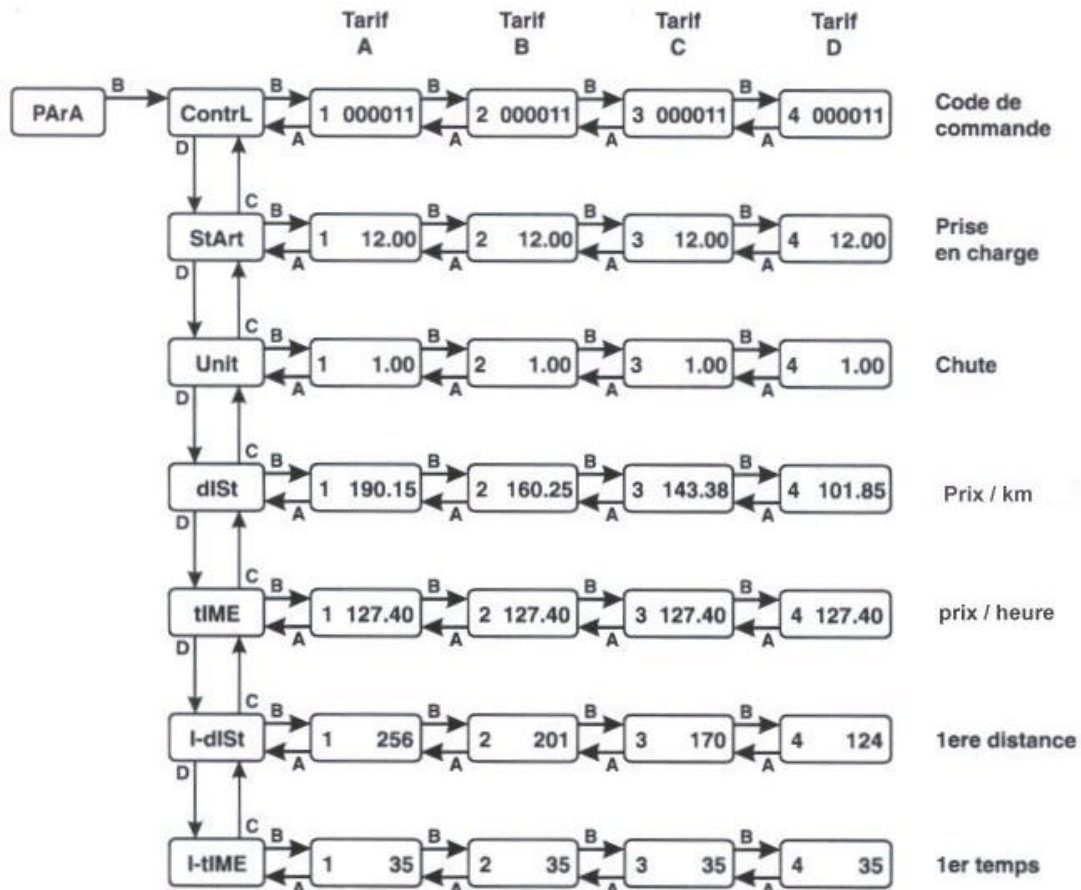 Tarif Tarif Tarif Tarif
A B C D
B B B B B
PArA ContrL 1 000011 2 000011 3 000011 4 000011 Code de
commande
A A A A
D
C B B B B
StArt 1 12.00 2 12.00 3 12.00 4 12.00 Prise
en charge
A A A A
D
C B B B B
Unit 1 1.00 2 1.00 3 1.00 4 1.00 Chute
A A A A
D
C B B B B
dISt 1 190.15 2 160.25 3 143.38 4 101.85 Prix / km
A A A A
D
C B B B B
tIME 1 127.40 2 127.40 3 127.40 4 127.40 prix / heure
A A A A
D
C B B B B
I-dISt 1 256 2 201 3 170 4 124 1ere distance
A A A A
D
C B B B B
I-tIME 1 35 2 35 3 35 4 35 1er temps
A A A A